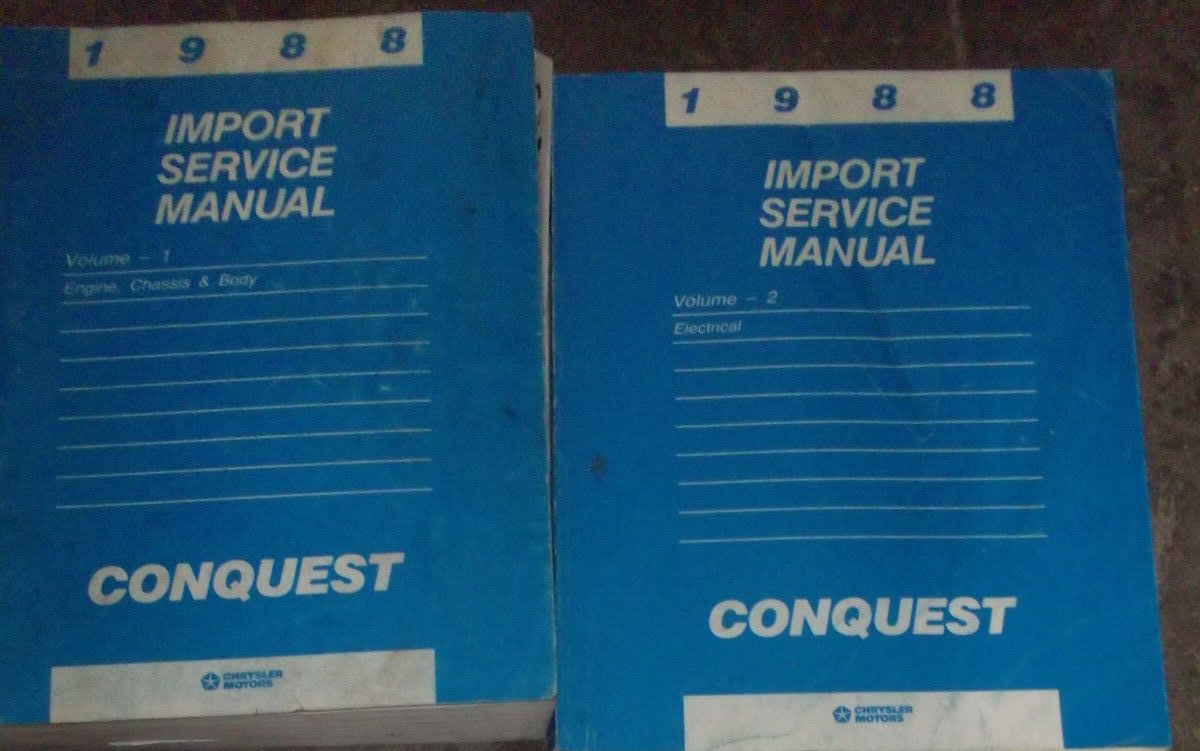 1 9 8 8
IMPORT
SERVICE
MANUAL
Volume - 1
Engine, Chassis & Body
CONQUEST
CHRYSLER
MOTORS
1 9 8 8
IMPORT
SERVICE
MANUAL
Volume - 2
Electrical
CONQUEST
CHRYSLER
MOTORS